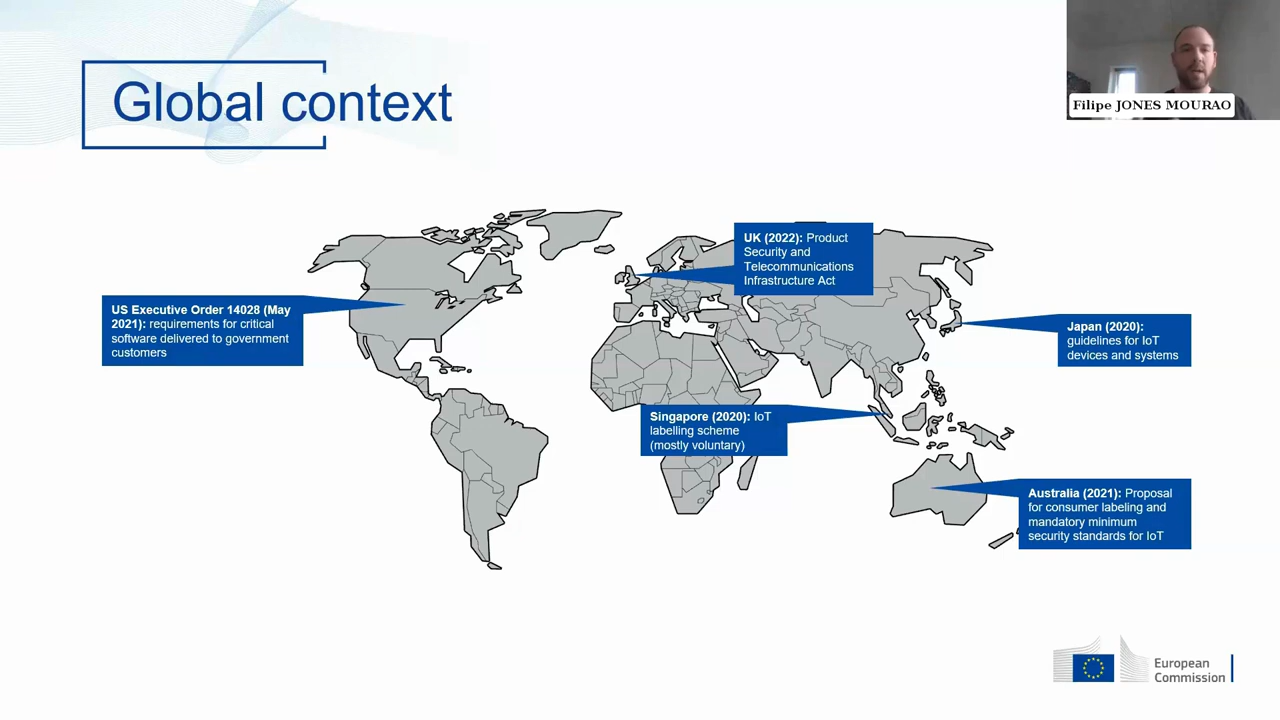 Global context
Filipe JONES MOURAO
UK (2022): Product
Security and
Telecommunications
Infrastructure Act
US Executive Order 14028 (May
2021): requirements for critical
software delivered to government
customers
Japan (2020):
guidelines for IoT
devices and systems
Singapore (2020): IoT
labelling scheme
(mostly voluntary)
Australia (2021): Proposal
for consumer labeling and
mandatory minimum
security standards for IoT
European
Commission